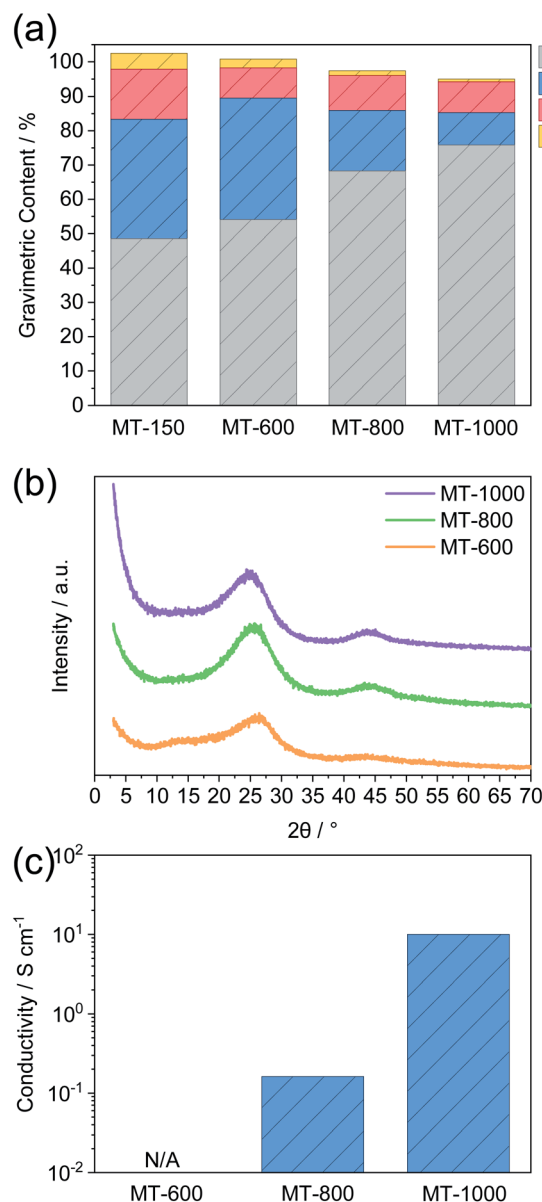 (a)
Gravimetric Content / %
100
90
80
70
60
50
40
30
20
10
0
MT-150 MT-600 MT-800 MT-1000
(b)
Intensity / a.u.
MT-1000
MT-800
MT-600
0 5 10 15 20 25 30 35 40 45 50 55 60 65 70
2θ / °
(c)
Conductivity / S cm⁻¹
10²
10¹
10⁰
10⁻¹
10⁻²
N/A
MT-600 MT-800 MT-1000